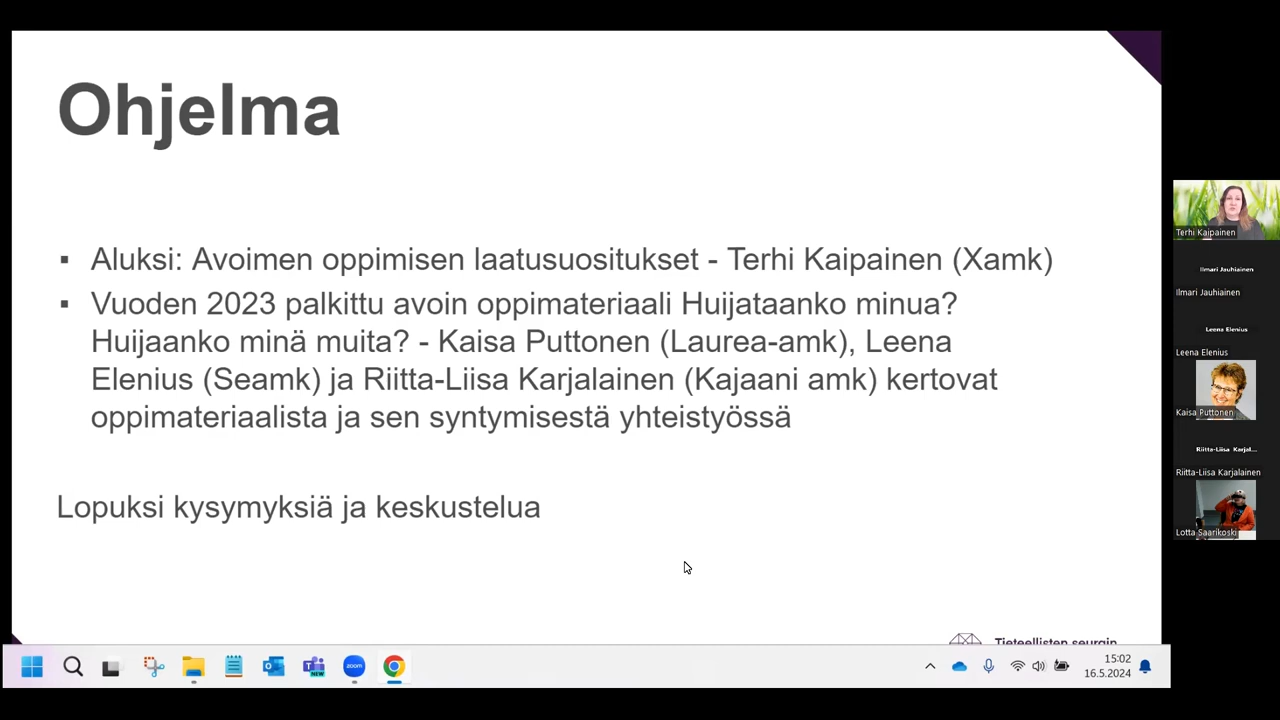 Ohjelma
▪ Aluksi: Avoimen oppimisen laatusuositukset - Terhi Kaipainen (Xamk)
▪ Vuoden 2023 palkittu avoin oppimateriaali Huijataanko minua?
Huijaanko minä muita? - Kaisa Puttonen (Laurea-amk), Leena
Elenius (Seamk) ja Riitta-Liisa Karjalainen (Kajaani amk) kertovat
oppimateriaalista ja sen syntymisestä yhteistyössä
Lopuksi kysymyksiä ja keskustelua
Tieteellisten seurain
Terhi Kaipainen
Ilmari Jauhiainen
Ilmari Jauhiainen
Leena Elenius
Leena Elenius
Kaisa Puttonen
Riitta-Liisa Karjal...
Riitta-Liisa Karjalainen
Lotta Saarikoski
NEW
zoom
15:02
16.5.2024